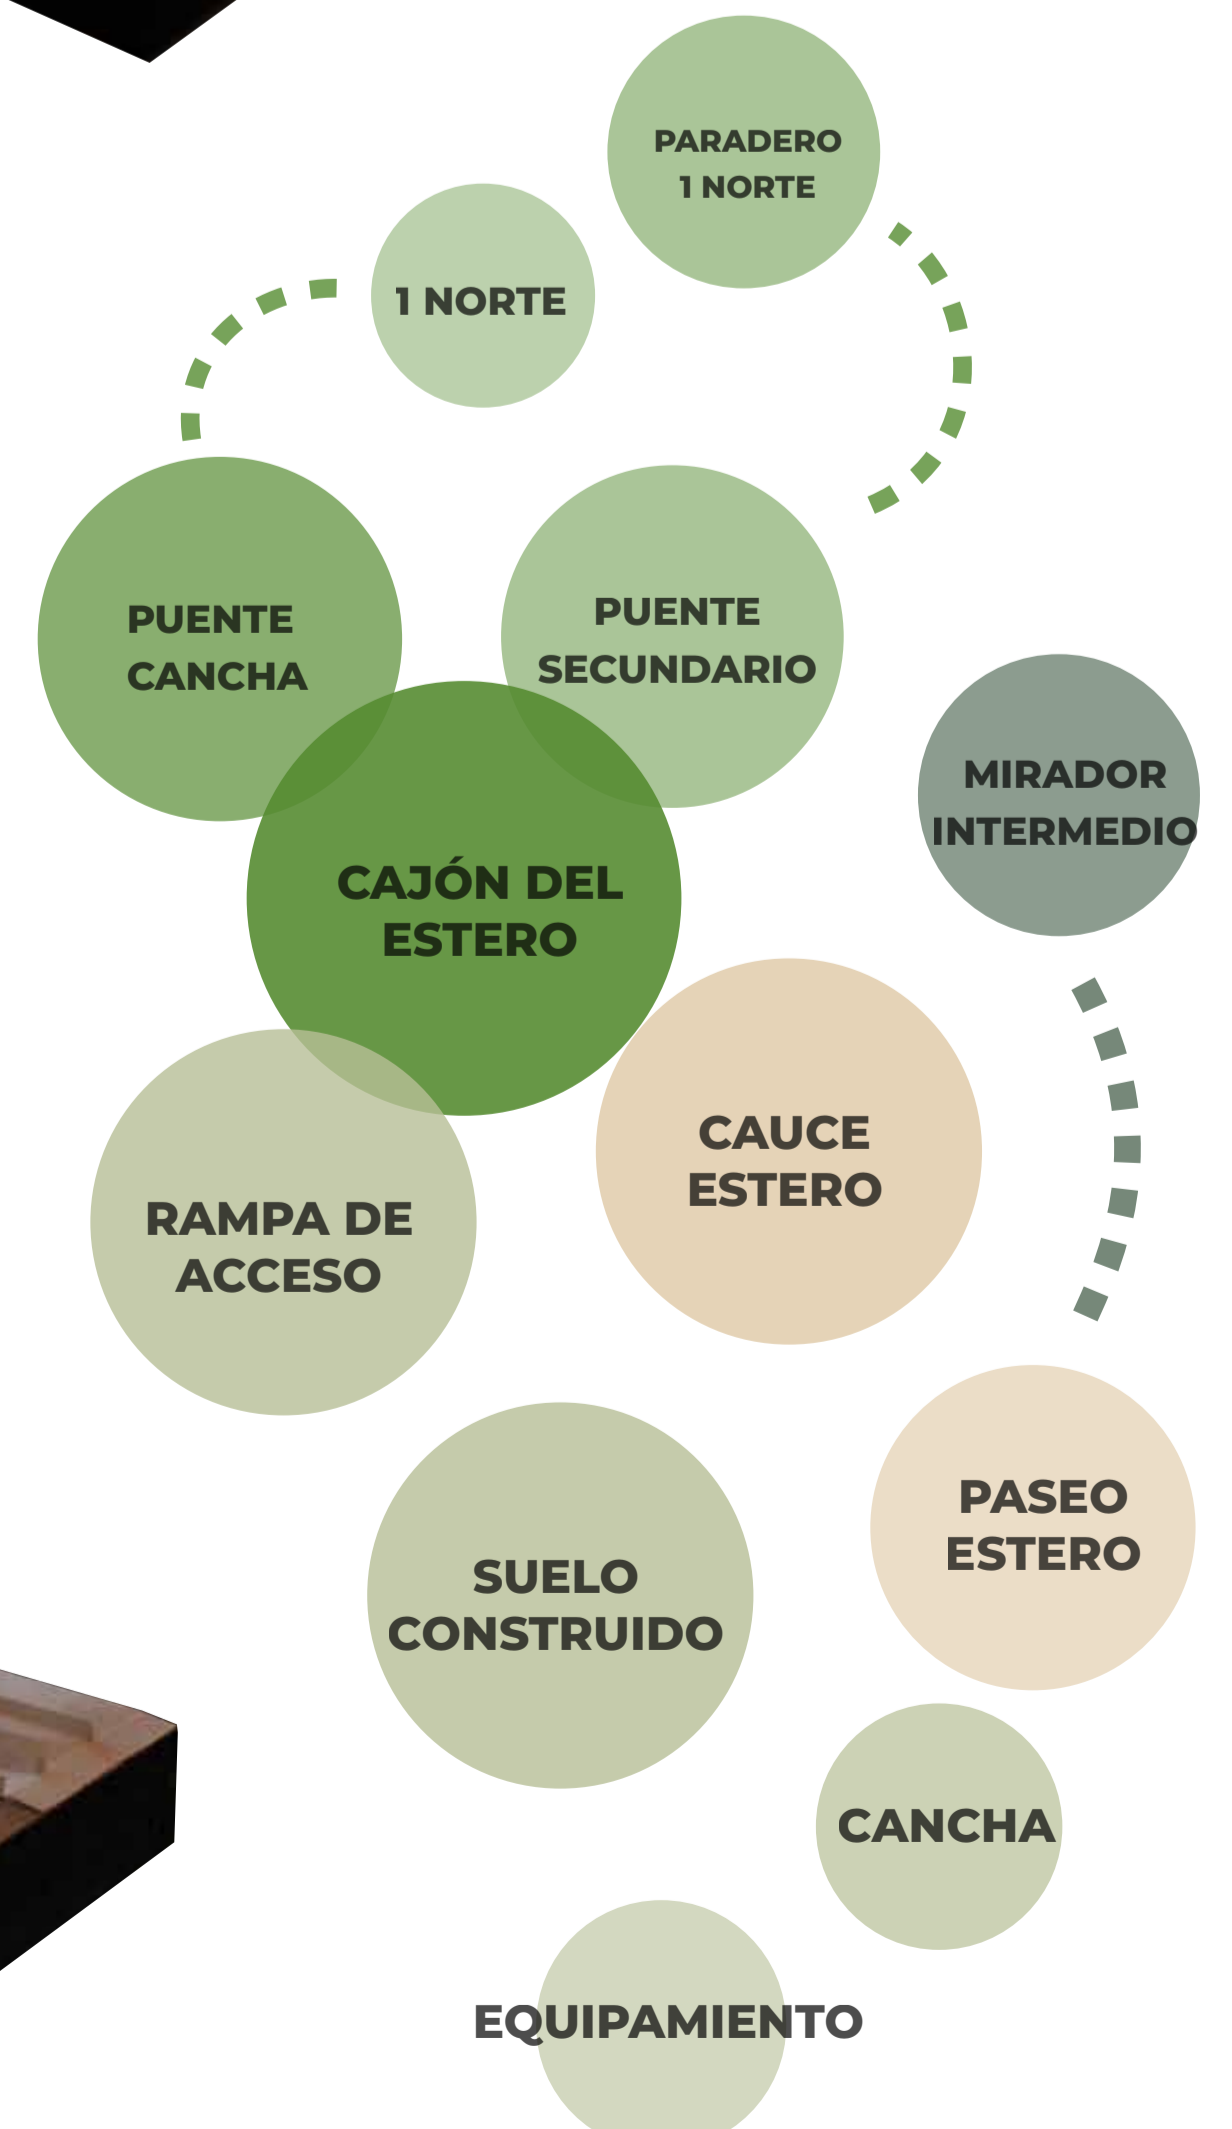 PARADERO
1 NORTE
1 NORTE
PUENTE
CANCHA
PUENTE
SECUNDARIO
MIRADOR
INTERMEDIO
CAJÓN DEL
ESTERO
CAUCE
ESTERO
RAMPA DE
ACCESO
PASEO
ESTERO
SUELO
CONSTRUIDO
CANCHA
EQUIPAMIENTO